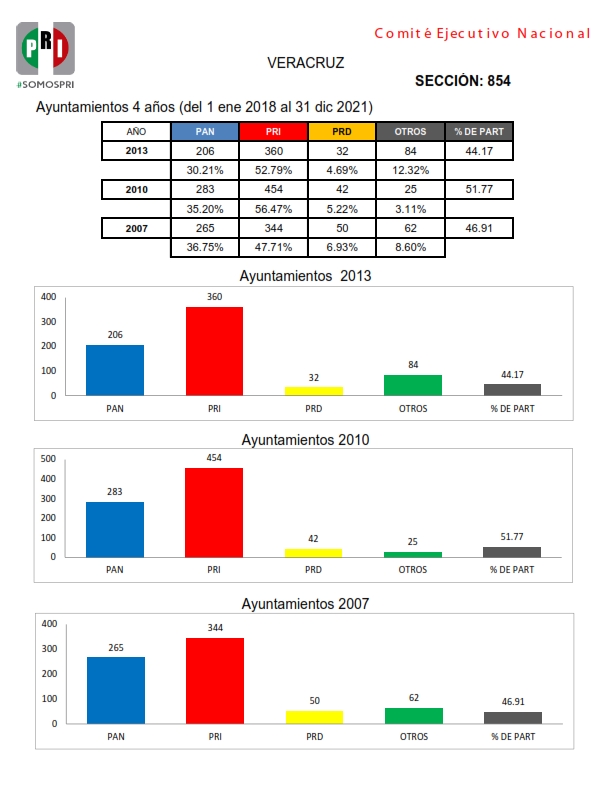 Comité Ejecutivo Nacional
PRI
#SOMOSPRI
VERACRUZ
SECCIÓN: 854
Ayuntamientos 4 años (del 1 ene 2018 al 31 dic 2021)
AÑO PAN PRI PRD OTROS % DE PART
2013 206 360 32 84 44.17
30.21% 52.79% 4.69% 12.32%
2010 283 454 42 25 51.77
35.20% 56.47% 5.22% 3.11%
2007 265 344 50 62 46.91
36.75% 47.71% 6.93% 8.60%
Ayuntamientos 2013
400
300
200
100
0
206 360 32 84 44.17
PAN PRI PRD OTROS % DE PART
Ayuntamientos 2010
500
400
300
200
100
0
283 454 42 25 51.77
PAN PRI PRD OTROS % DE PART
Ayuntamientos 2007
400
300
200
100
0
265 344 50 62 46.91
PAN PRI PRD OTROS % DE PART